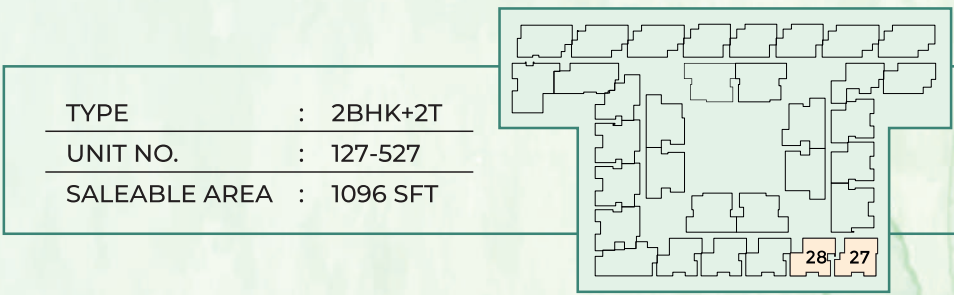 TYPE : 2BHK+2T
UNIT NO. : 127-527
SALEABLE AREA : 1096 SFT
28 27